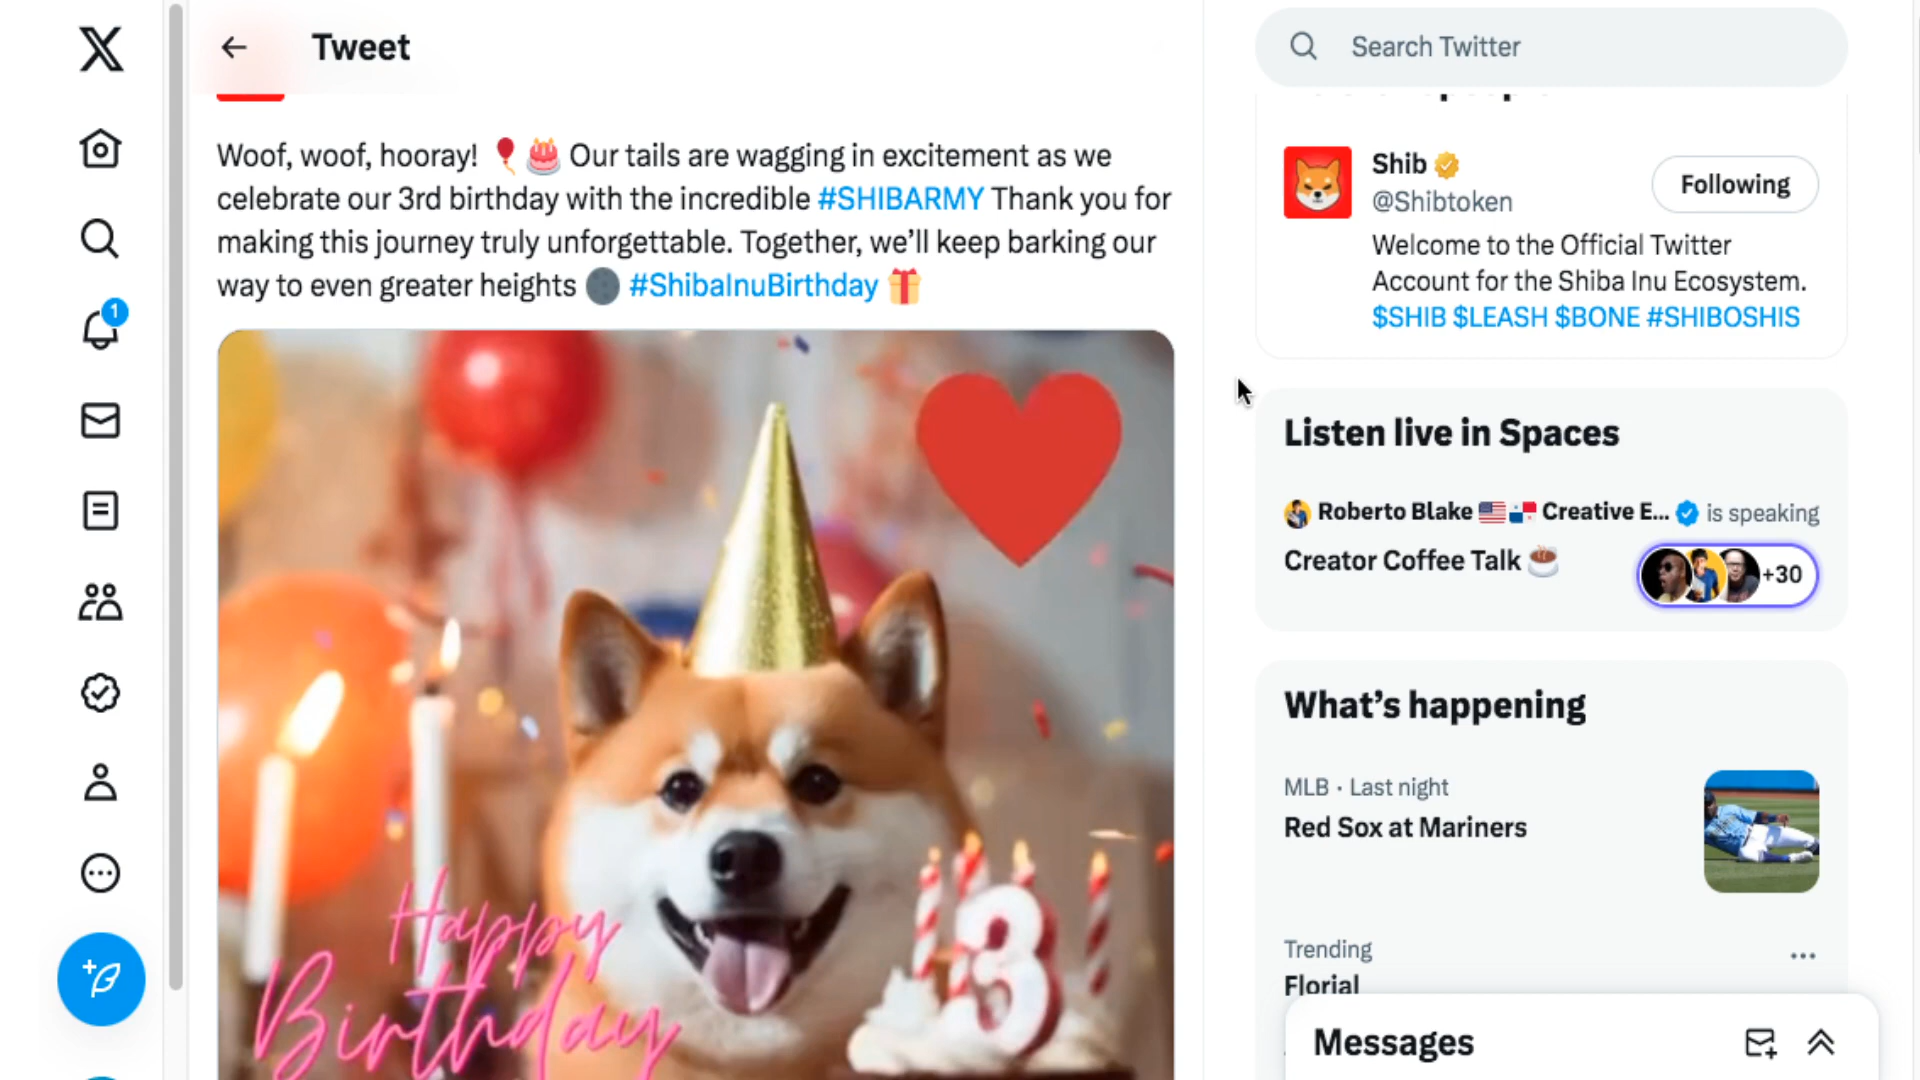 Tweet
Woof, woof, hooray! 🎈🎂 Our tails are wagging in excitement as we
celebrate our 3rd birthday with the incredible #SHIBARMY Thank you for
making this journey truly unforgettable. Together, we’ll keep barking our
way to even greater heights 🌑 #ShibaInuBirthday 🎁
Happy
Birthday
3
1
Search Twitter
Shib
@Shibtoken
Following
Welcome to the Official Twitter
Account for the Shiba Inu Ecosystem.
$SHIB $LEASH $BONE #SHIBOSHIS
Listen live in Spaces
Roberto Blake 🇺🇸🇵🇦 Creative E... is speaking
Creator Coffee Talk ☕
+30
What’s happening
MLB · Last night
Red Sox at Mariners
Trending
Florial
Messages